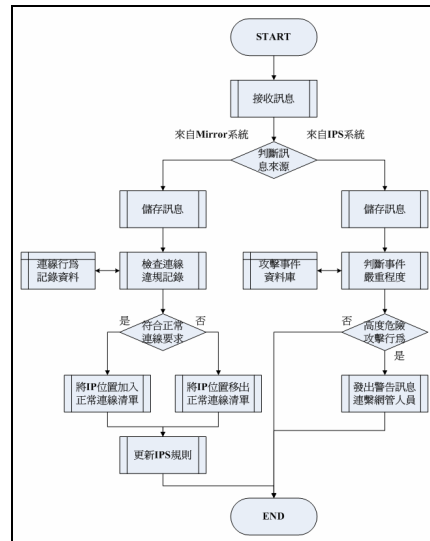 START
接收訊息
來自Mirror系統
來自IPS系統
判斷訊
息來源
儲存訊息
儲存訊息
連線行為
記錄資料
檢查連線
違規記錄
攻擊事件
資料庫
判斷事件
嚴重程度
是
符合正常
連線要求
否
否
高度危險
攻擊行為
是
將IP位置加入
正常連線清單
將IP位置移出
正常連線清單
發出警告訊息
連繫網管人員
更新IPS規則
END